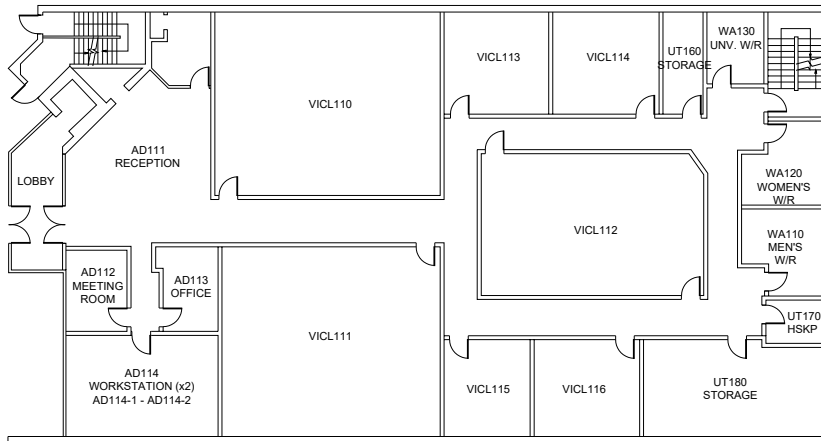 VICL113
VICL114
UT160
STORAGE
WA130
UNV. W/R
VICL110
AD111
RECEPTION
LOBBY
WA120
WOMEN'S
W/R
VICL112
WA110
MEN'S
W/R
AD112
MEETING
ROOM
AD113
OFFICE
VICL111
UT170
HSKP
AD114
WORKSTATION (x2)
AD114-1 - AD114-2
VICL115
VICL116
UT180
STORAGE